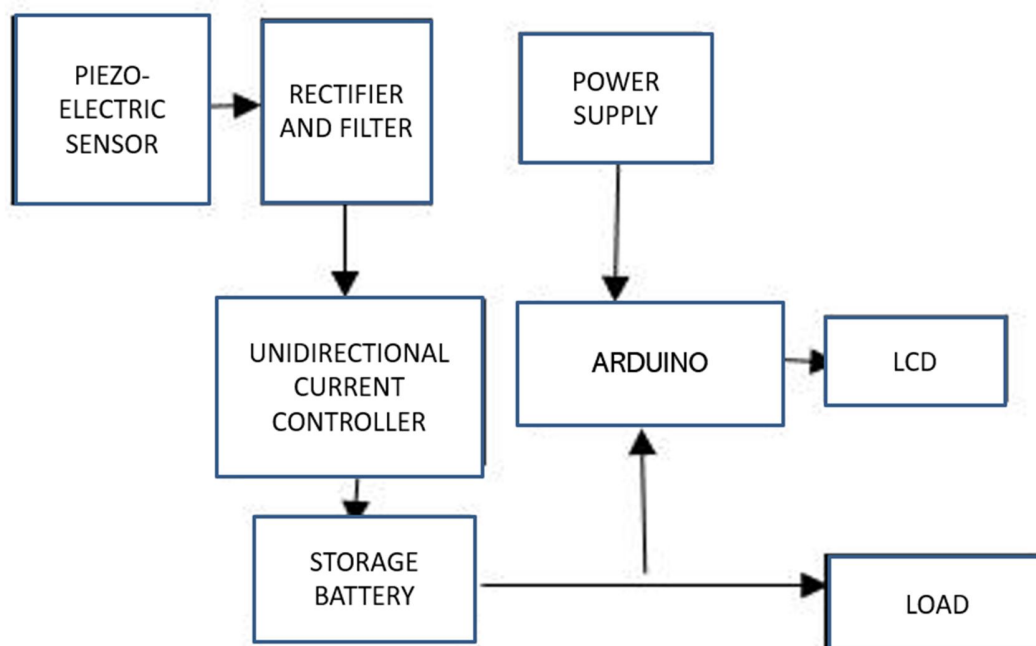 PIEZO-
ELECTRIC
SENSOR
RECTIFIER
AND FILTER
POWER
SUPPLY
UNIDIRECTIONAL
CURRENT
CONTROLLER
ARDUINO
LCD
STORAGE
BATTERY
LOAD